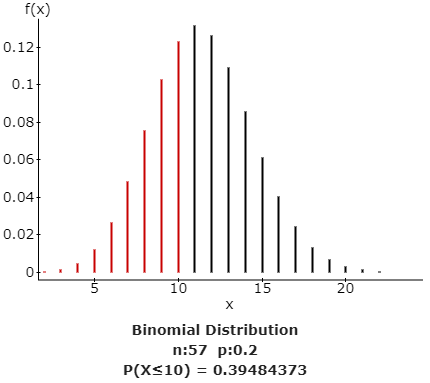 f(x)
0.12
0.1
0.08
0.06
0.04
0.02
0
5 10 15 20
x
Binomial Distribution
n:57 p:0.2
P(X≤10) = 0.39484373